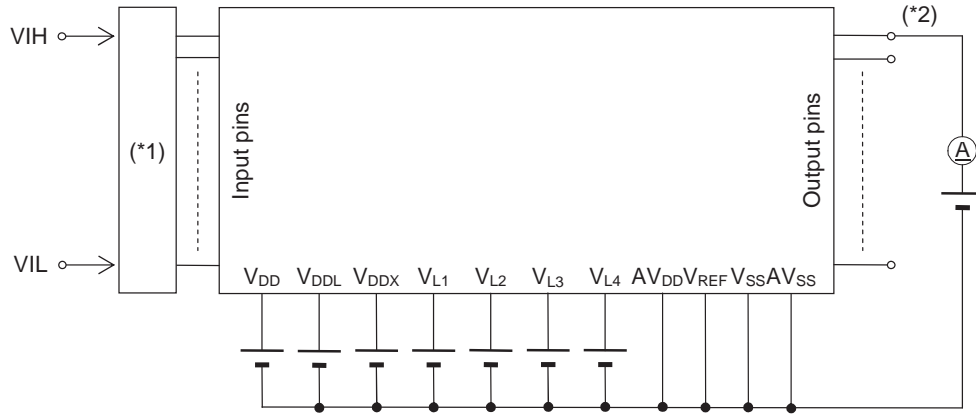 VIH
(*2)
(*1)
Input pins
Output pins
A
VIL
VDD VDDL VDDX VL1 VL2 VL3 VL4 AVDD VREF VSS AVSS